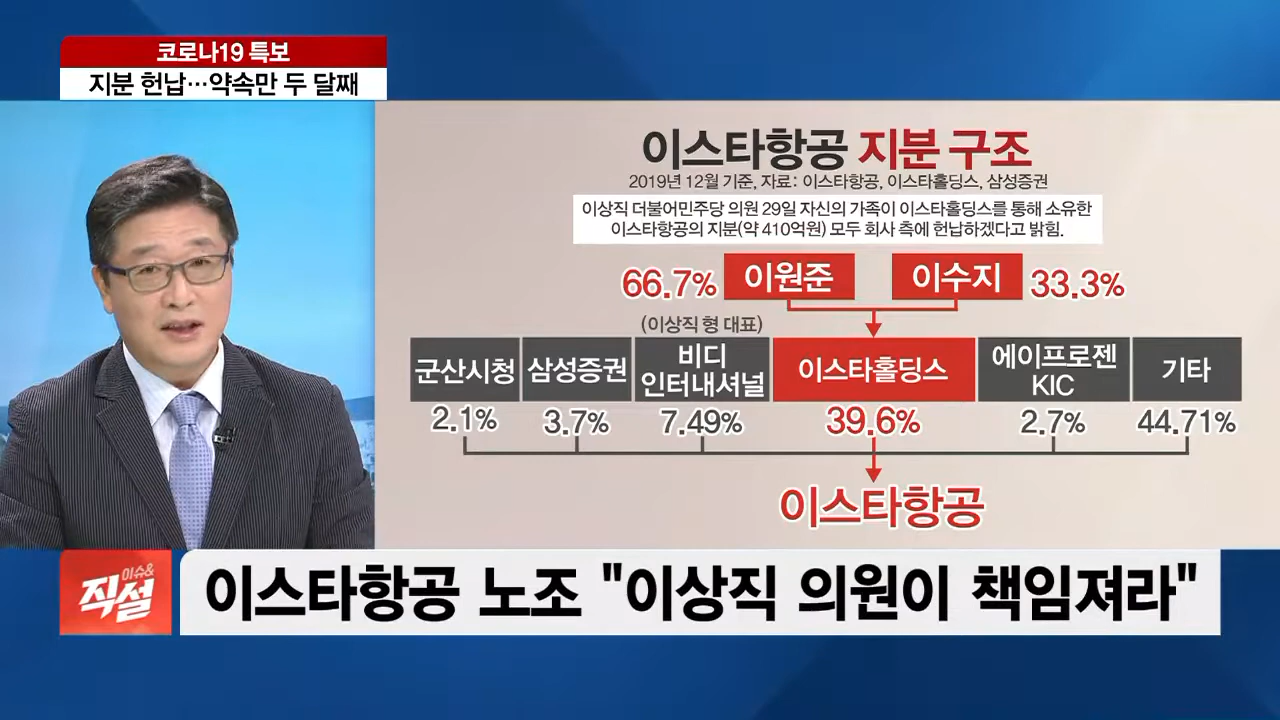 코로나19 특보
지분 헌납…약속만 두 달째
이스타항공 지분 구조
2019년 12월 기준, 자료: 이스타항공, 이스타홀딩스, 삼성증권
이상직 더불어민주당 의원 29일 자신의 가족이 이스타홀딩스를 통해 소유한
이스타항공의 지분(약 410억원) 모두 회사 측에 헌납하겠다고 밝힘.
66.7% 이원준 이수지 33.3%
(이상직 형 대표)
군산시청 삼성증권 비디 인터내셔널 이스타홀딩스 에이프로젠 KIC 기타
2.1% 3.7% 7.49% 39.6% 2.7% 44.71%
이스타항공
이슈&
직설
이스타항공 노조 "이상직 의원이 책임져라"